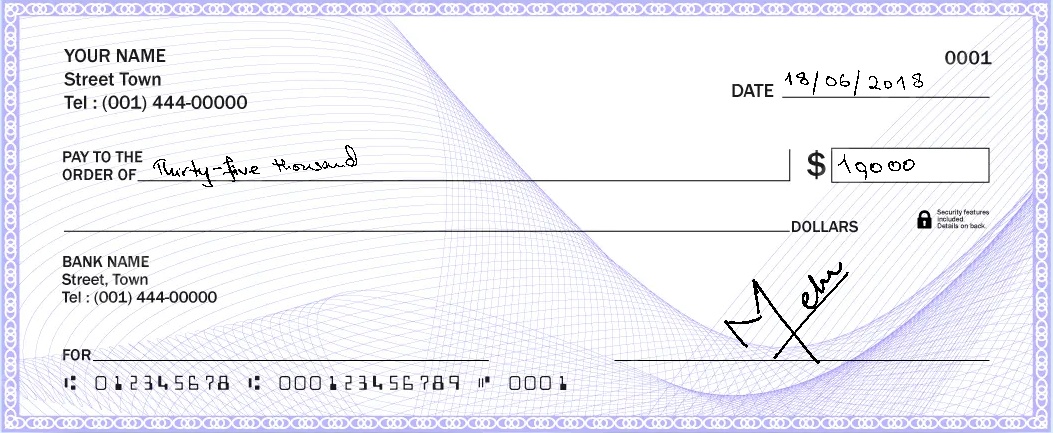 YOUR NAME
0001
Street Town
DATE 18/06/2018
Tel : (001) 444-00000
PAY TO THE
ORDER OF Thirty-five thousand $ 19000
DOLLARS
Security features
included.
Details on back.
BANK NAME
Street, Town
Tel : (001) 444-00000
FOR
⑆ 012345678 ⑆ 000123456789 ⑈ 0001